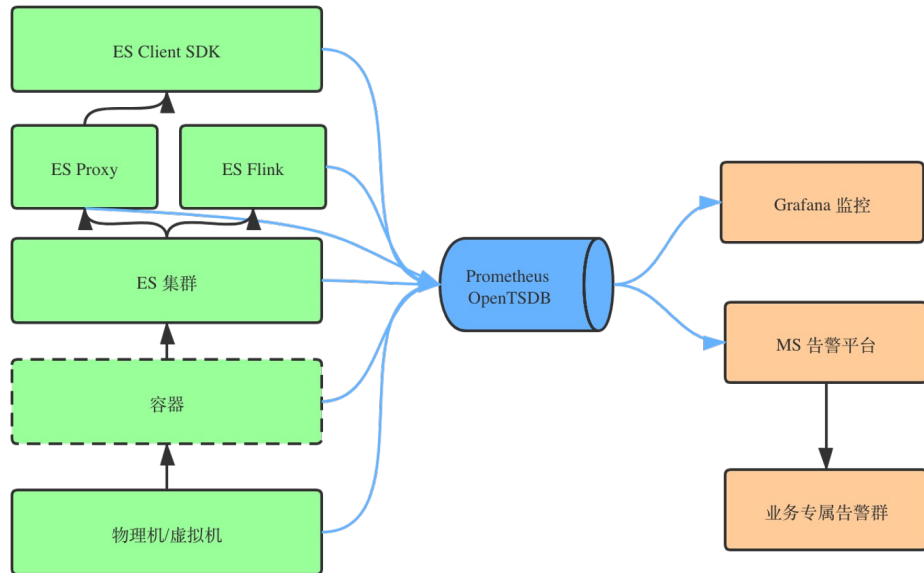 ES Client SDK
ES Proxy
ES Flink
ES 集群
容器
物理机/虚拟机
Prometheus
OpenTSDB
Grafana 监控
MS 告警平台
业务专属告警群